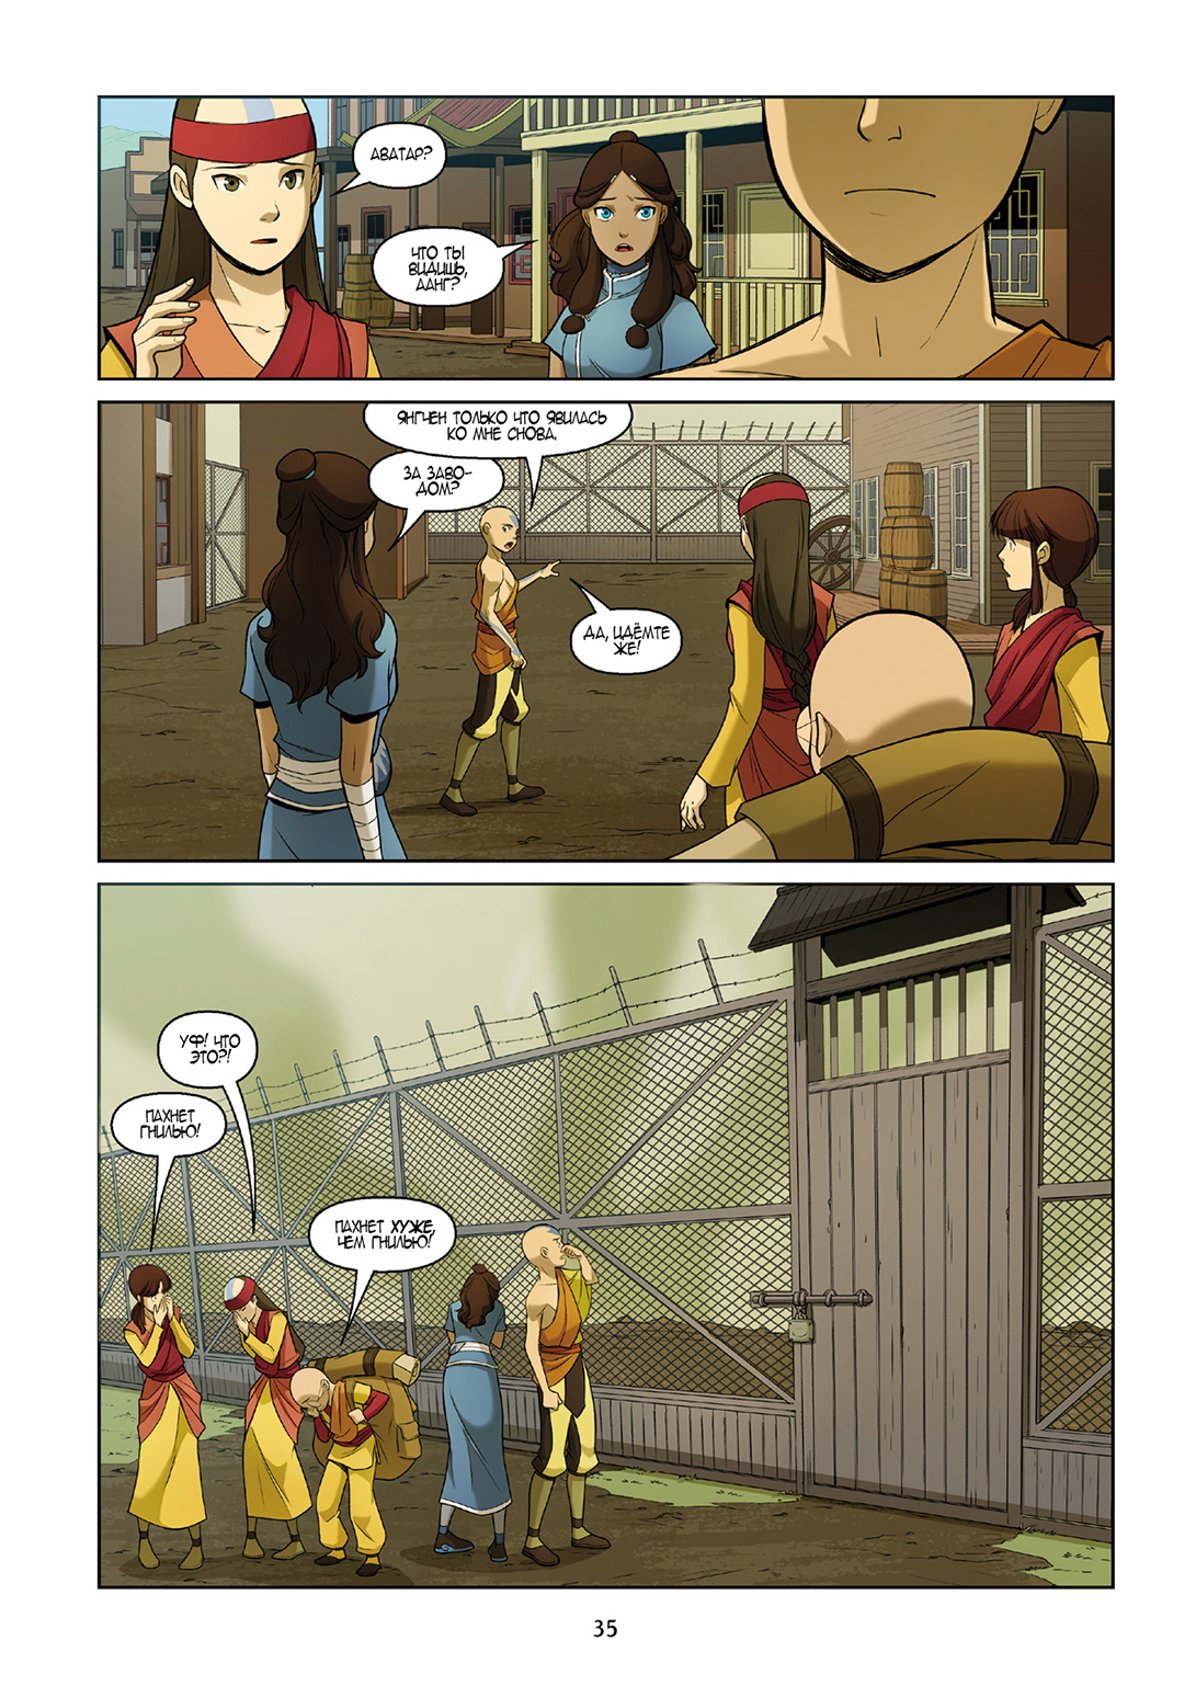 АВАТАР?
ЧТО ТЫ
ВИДИШЬ,
ААНГ?
ЯНГЧЕН ТОЛЬКО ЧТО ЯВИЛАСЬ
КО МНЕ СНОВА.
ЗА ЗАВО-
ДОМ?
ДА, ИДЁМТЕ
ЖЕ!
УФ! ЧТО
ЭТО?!
ПАХНЕТ
ГНИЛЬЮ!
ПАХНЕТ ХУЖЕ,
ЧЕМ ГНИЛЬЮ!
35